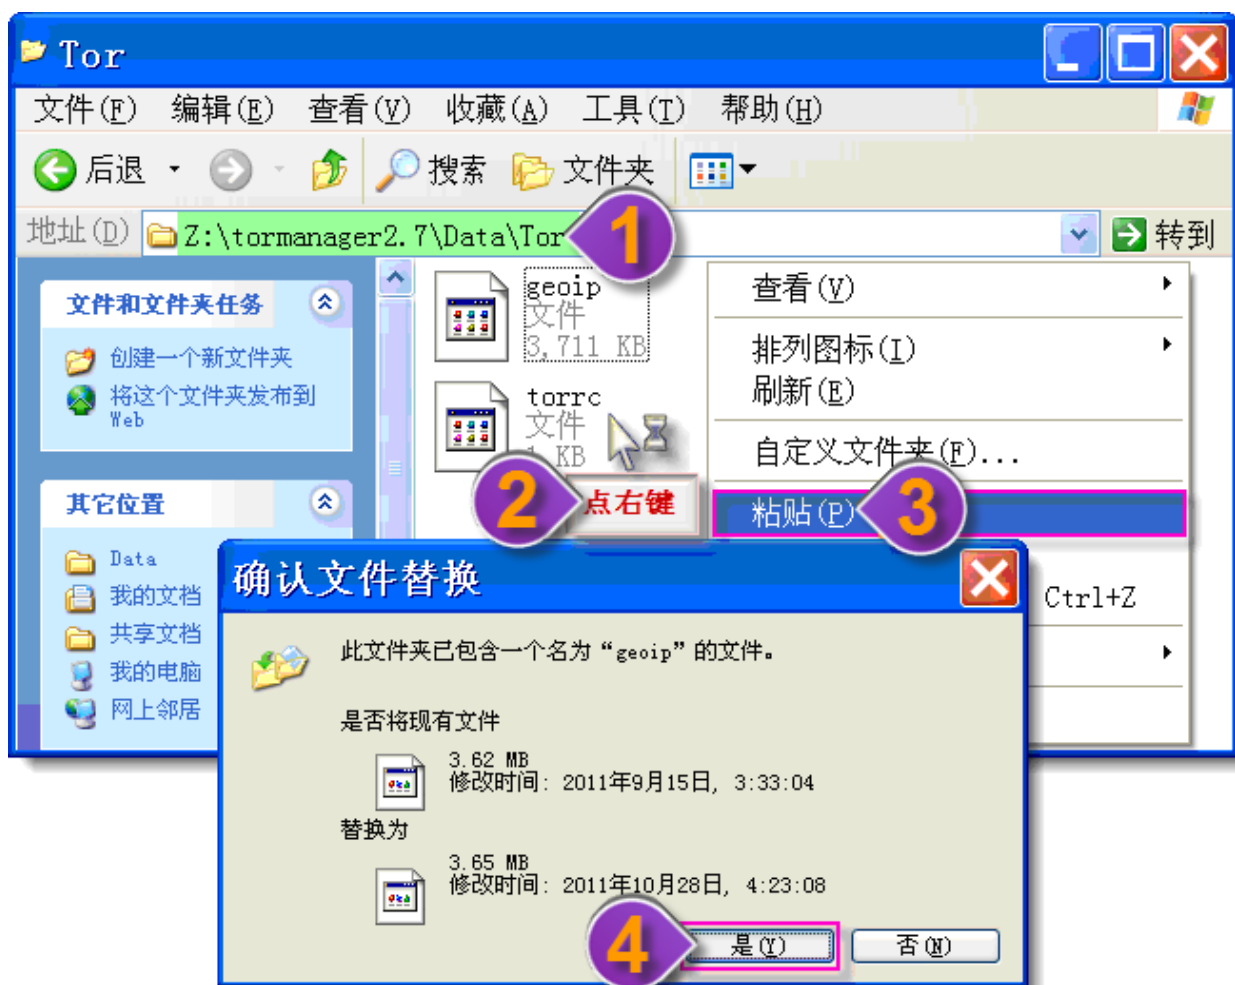 Tor
文件(F) 编辑(E) 查看(V) 收藏(A) 工具(T) 帮助(H)
后退 搜索 文件夹
地址(D) Z:\tormanager2.7\Data\Tor 转到
1
文件和文件夹任务
创建一个新文件夹
将这个文件夹发布到
Web
其它位置
Data
我的文档
共享文档
我的电脑
网上邻居
geoip
文件
3,711 KB
torrc
文件
KB
2 点右键
查看(V)
排列图标(I)
刷新(E)
自定义文件夹(F)...
粘贴(P) 3
Ctrl+Z
确认文件替换
此文件夹已包含一个名为“geoip”的文件。
是否将现有文件
3.62 MB
修改时间: 2011年9月15日, 3:33:04
替换为
3.65 MB
修改时间: 2011年10月28日, 4:23:08
4 是(Y) 否(N)